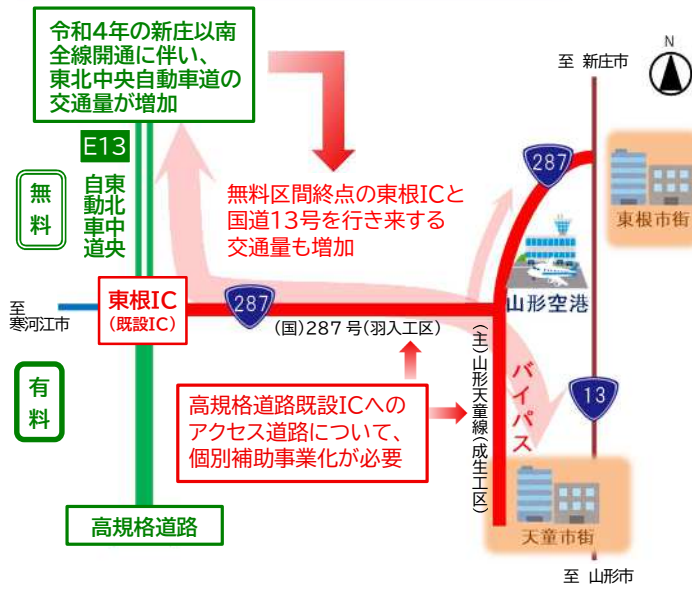 令和4年の新庄以南
全線開通に伴い、
東北中央自動車道の
交通量が増加
N
至 新庄市
E13
東北中央
自動車道
無料
287
東根市街
無料区間終点の東根ICと
国道13号を行き来する
交通量も増加
山形空港
至
寒河江市
東根IC
(既設IC)
287
(国)287号(羽入工区)
(主)山形天童線(成生工区)
バイパス
13
有料
高規格道路既設ICへの
アクセス道路について、
個別補助事業化が必要
高規格道路
天童市街
至 山形市